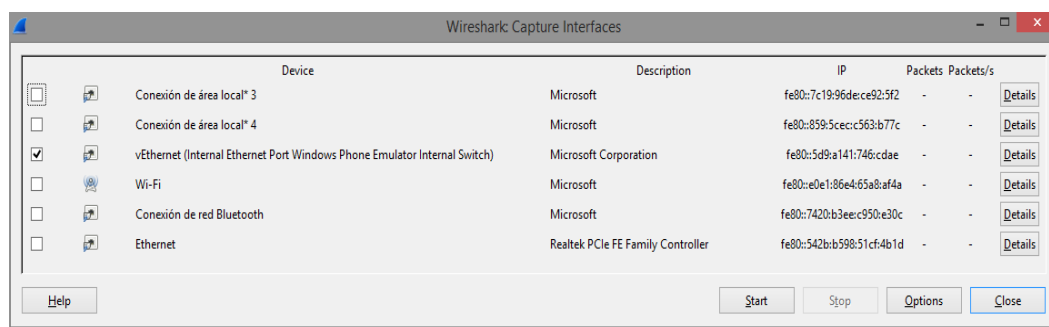 Wireshark: Capture Interfaces
Device Description IP Packets Packets/s
Conexión de área local* 3 Microsoft fe80::7c19:96de:ce92:5f2 - - Details
Conexión de área local* 4 Microsoft fe80::859:5cec:c563:b77c - - Details
vEthernet (Internal Ethernet Port Windows Phone Emulator Internal Switch) Microsoft Corporation fe80::5d9:a141:746:cdae - - Details
Wi-Fi Microsoft fe80::e0e1:86e4:65a8:af4a - - Details
Conexión de red Bluetooth Microsoft fe80::7420:b3ee:c950:e30c - - Details
Ethernet Realtek PCIe FE Family Controller fe80::542b:b598:51cf:4b1d - - Details
Help Start Stop Options Close